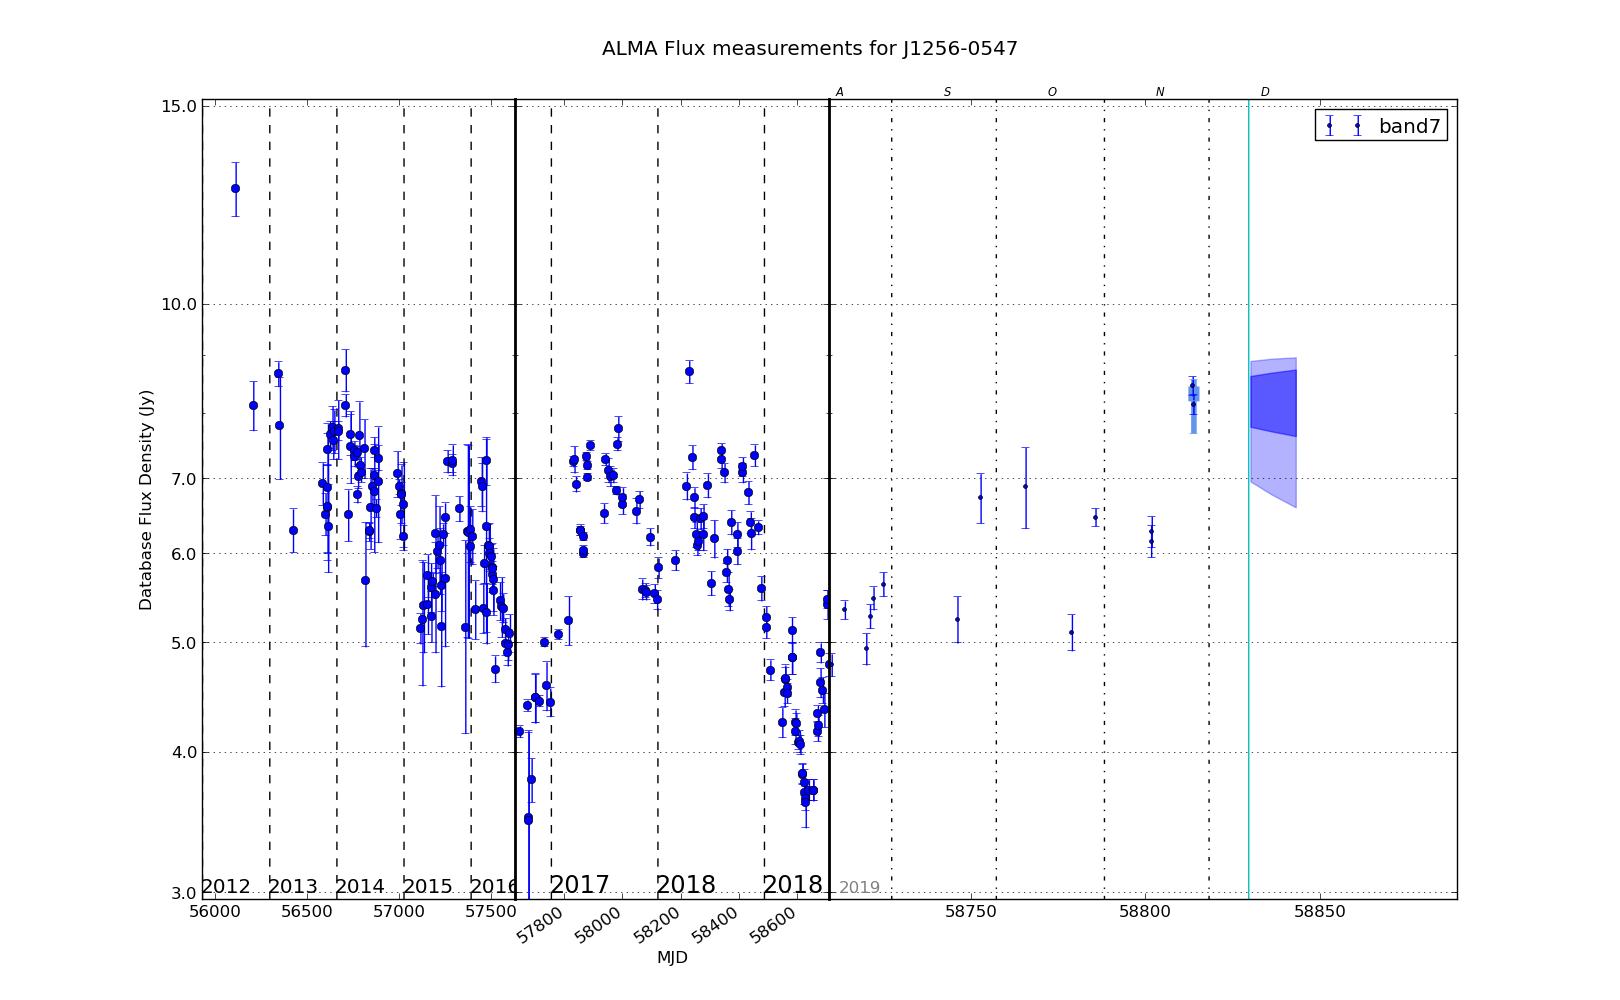 ALMA Flux measurements for J1256-0547
A S O N D
15.0
band7
10.0
7.0
6.0
5.0
4.0
3.0
Database Flux Density (Jy)
2012 2013 2014 2015 2016 2017 2018 2018 2019
56000 56500 57000 57500 57800 58000 58200 58400 58600 58750 58800 58850
MJD